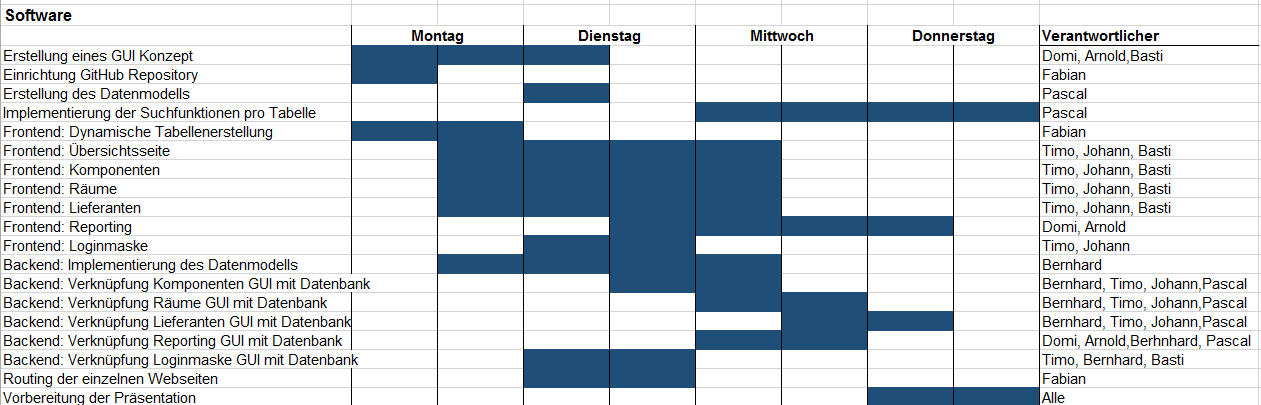 Software
Montag Dienstag Mittwoch Donnerstag Verantwortlicher
Erstellung eines GUI Konzept Domi, Arnold,Basti
Einrichtung GitHub Repository Fabian
Erstellung des Datenmodells Pascal
Implementierung der Suchfunktionen pro Tabelle Pascal
Frontend: Dynamische Tabellenerstellung Fabian
Frontend: Übersichtsseite Timo, Johann, Basti
Frontend: Komponenten Timo, Johann, Basti
Frontend: Räume Timo, Johann, Basti
Frontend: Lieferanten Timo, Johann, Basti
Frontend: Reporting Domi, Arnold
Frontend: Loginmaske Timo, Johann
Backend: Implementierung des Datenmodells Bernhard
Backend: Verknüpfung Komponenten GUI mit Datenbank Bernhard, Timo, Johann,Pascal
Backend: Verknüpfung Räume GUI mit Datenbank Bernhard, Timo, Johann,Pascal
Backend: Verknüpfung Lieferanten GUI mit Datenbank Bernhard, Timo, Johann,Pascal
Backend: Verknüpfung Reporting GUI mit Datenbank Domi, Arnold,Berhnhard, Pascal
Backend: Verknüpfung Loginmaske GUI mit Datenbank Timo, Bernhard, Basti
Routing der einzelnen Webseiten Fabian
Vorbereitung der Präsentation Alle